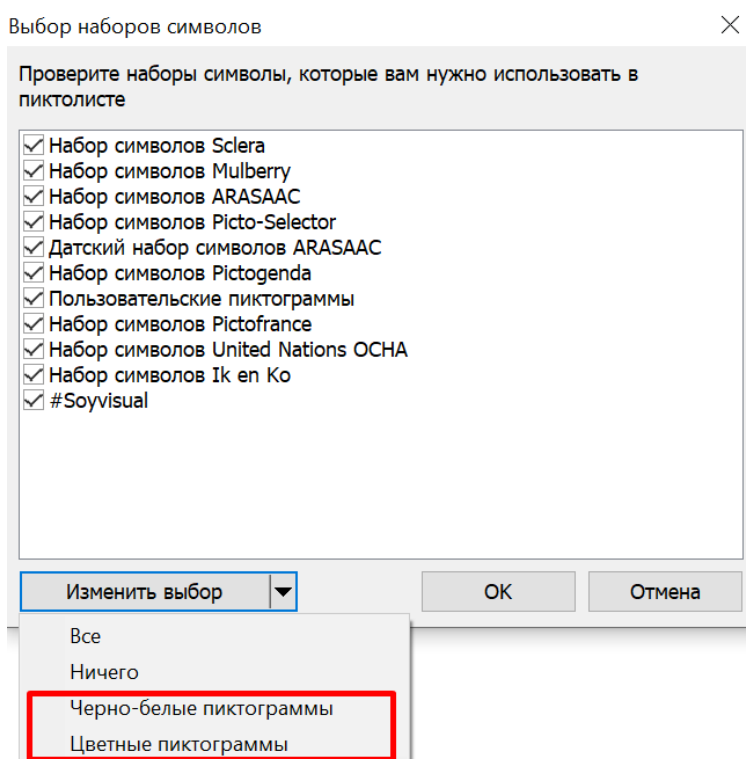 Выбор наборов символов
Проверите наборы символы, которые вам нужно использовать в
пиктолисте
Набор символов Sclera
Набор символов Mulberry
Набор символов ARASAAC
Набор символов Picto-Selector
Датский набор символов ARASAAC
Набор символов Pictogenda
Пользовательские пиктограммы
Набор символов Pictofrance
Набор символов United Nations OCHA
Набор символов Ik en Ko
#Soyvisual
Изменить выбор OK Отмена
Все
Ничего
Черно-белые пиктограммы
Цветные пиктограммы